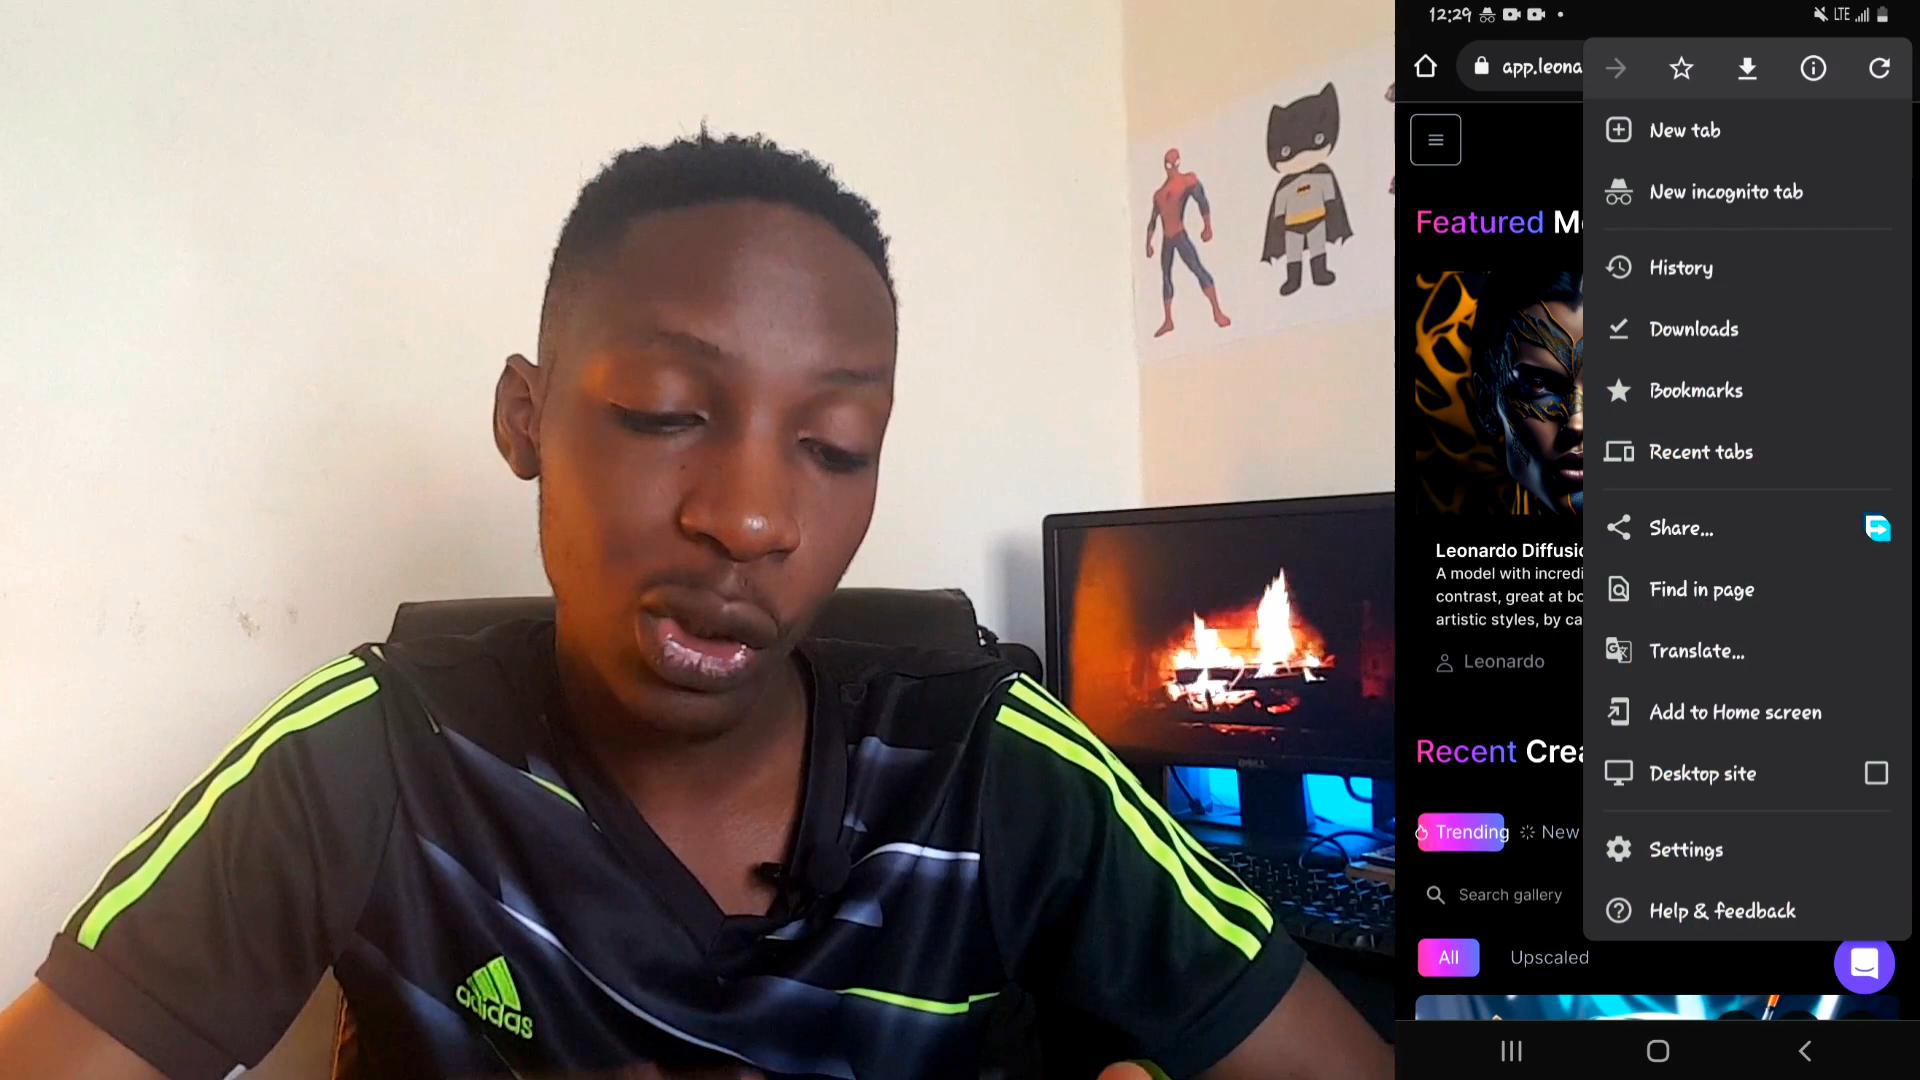 12:29
LTE
app.leona
New tab
New incognito tab
Featured M
History
Downloads
Bookmarks
Recent tabs
Share...
Leonardo Diffusi
A model with incredi
contrast, great at bo
artistic styles, by ca
Find in page
Translate...
Leonardo
Add to Home screen
Recent Crea
Desktop site
Trending
New
Settings
Search gallery
Help & feedback
All
Upscaled
adidas
DELL